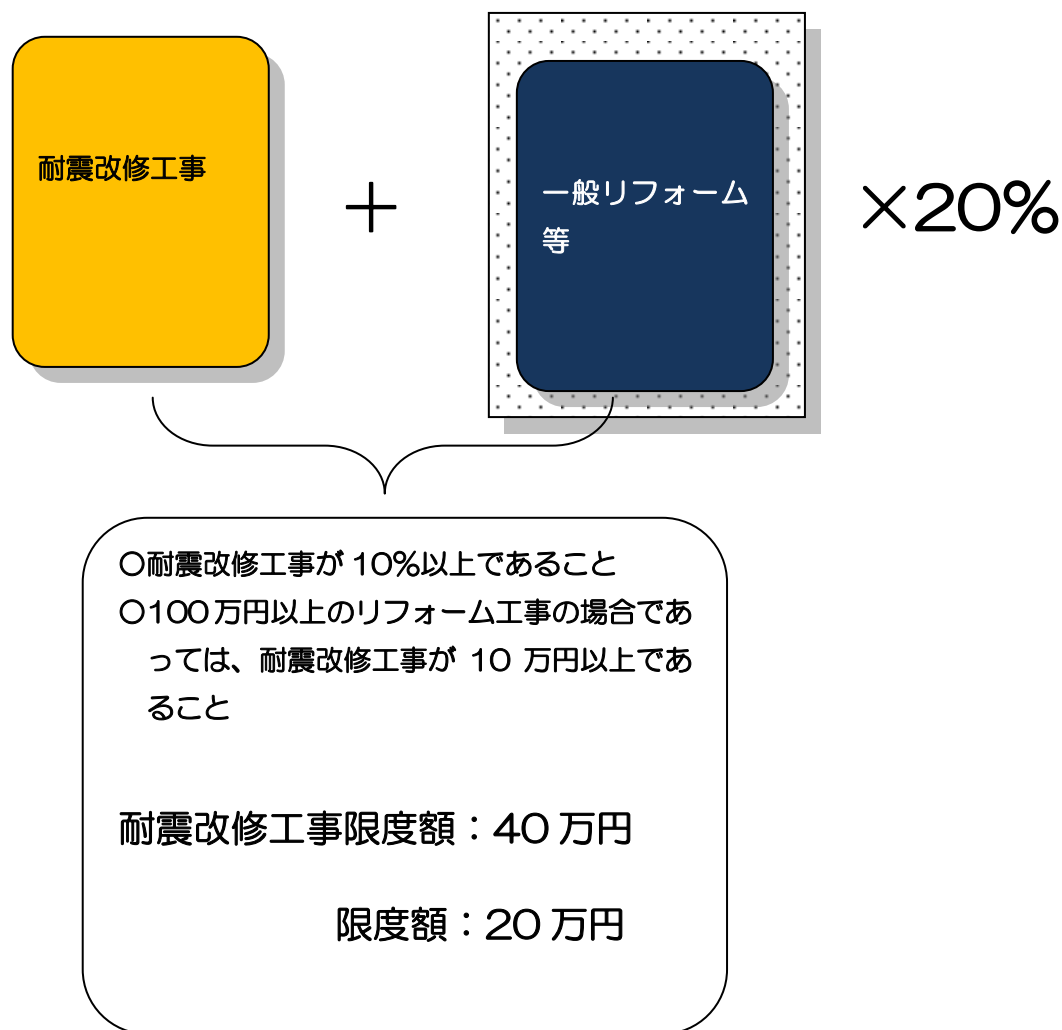 耐震改修工事
＋
一般リフォーム
等
×20%
○耐震改修工事が 10%以上であること
○100 万円以上のリフォーム工事の場合であ
っては、耐震改修工事が 10 万円以上であ
ること
耐震改修工事限度額：40 万円
限度額：20 万円